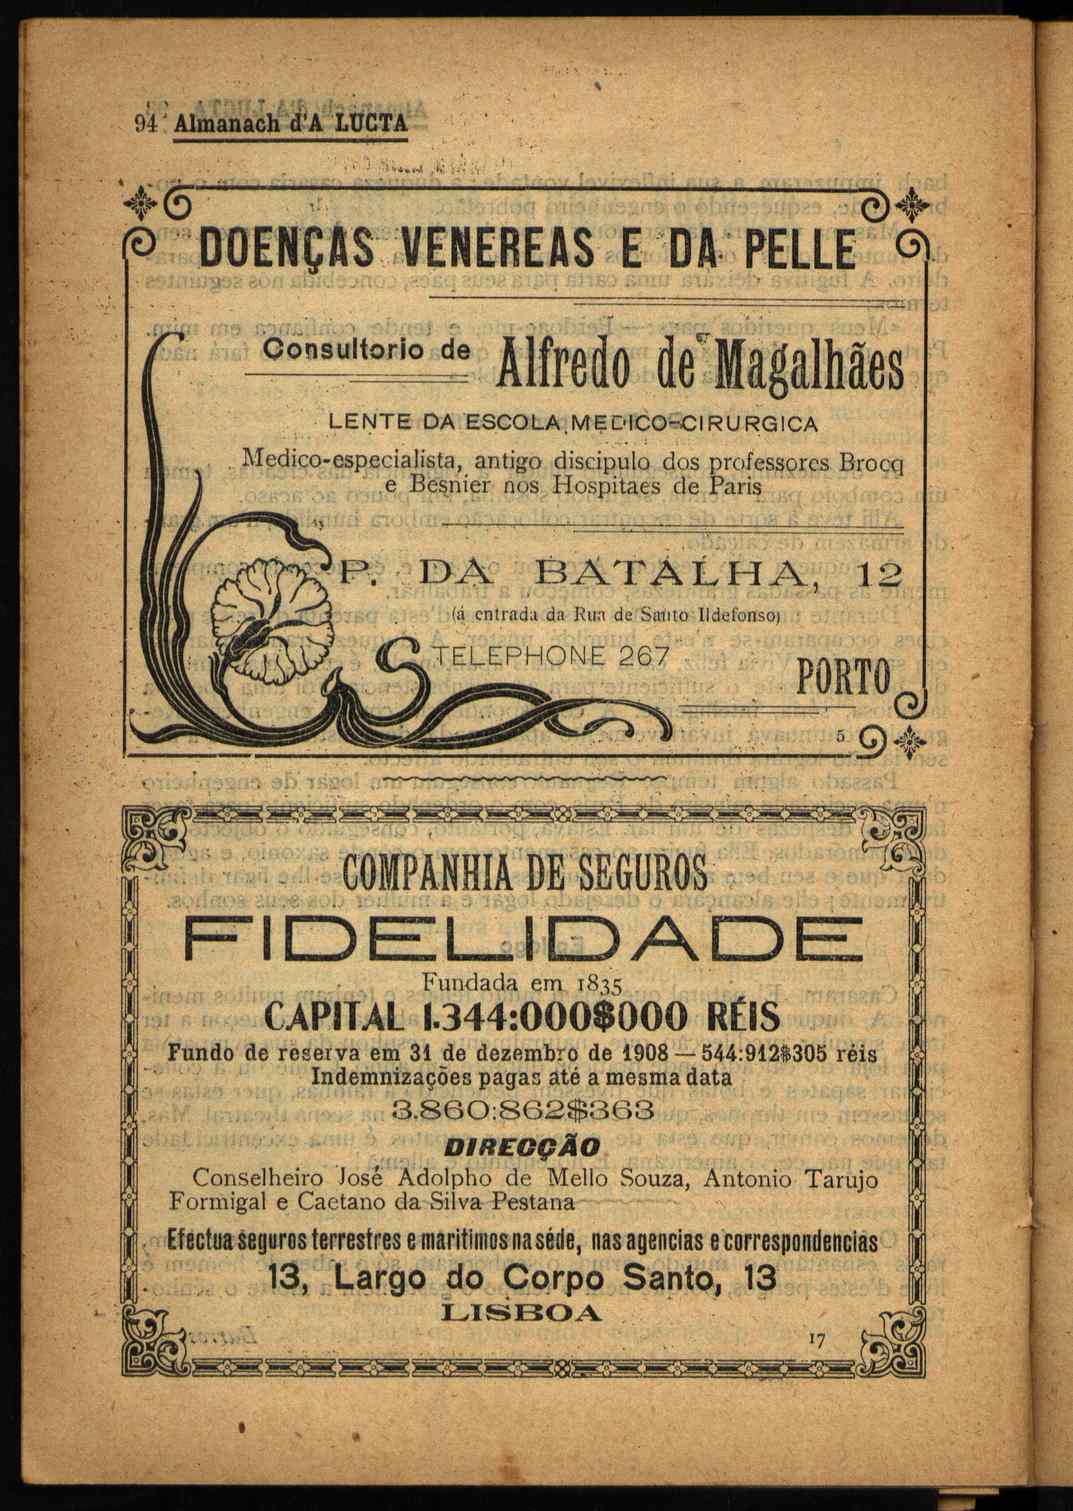 94 Almanach d'A LUCTA
DOENÇAS VENEREAS E DA PELLE
Consultorio de Alfredo de Magalhães
LENTE DA ESCOLA MEDICO-CIRURGICA
Medico-especialista, antigo discipulo dos professores Brocq
e Besnier nos Hospitaes de Paris
P. DA BATALHA, 12
(á entrada da Rua de Santo Ildefonso)
TELEPHONE 267
PORTO
5
COMPANHIA DE SEGUROS
FIDELIDADE
Fundada em 1835
CAPITAL 1.344:000$000 RÉIS
Fundo de reserva em 31 de dezembro de 1908 — 544:912$305 réis
Indemnizações pagas até a mesma data
3.860:862$363
DIRECÇÃO
Conselheiro José Adolpho de Mello Souza, Antonio Tarujo
Formigal e Caetano da Silva Pestana
Efectua seguros terrestres e maritimos na séde, nas agencias e correspondencias
13, Largo do Corpo Santo, 13
LISBOA
17